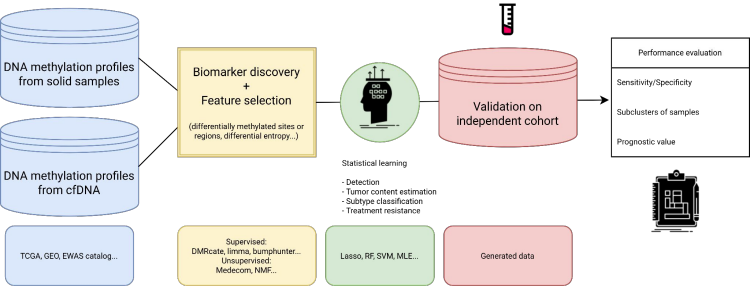 DNA methylation profiles
from solid samples
DNA methylation profiles
from cfDNA
Biomarker discovery
+
Feature selection
(differentially methylated sites or
regions, differential entropy...)
Statistical learning
- Detection
- Tumor content estimation
- Subtype classification
- Treatment resistance
Validation on
independent cohort
Performance evaluation
Sensitivity/Specificity
Subclusters of samples
Prognostic value
TCGA, GEO, EWAS catalog...
Supervised:
DMRcate, limma, bumphunter...
Unsupervised:
Medecom, NMF...
Lasso, RF, SVM, MLE...
Generated data